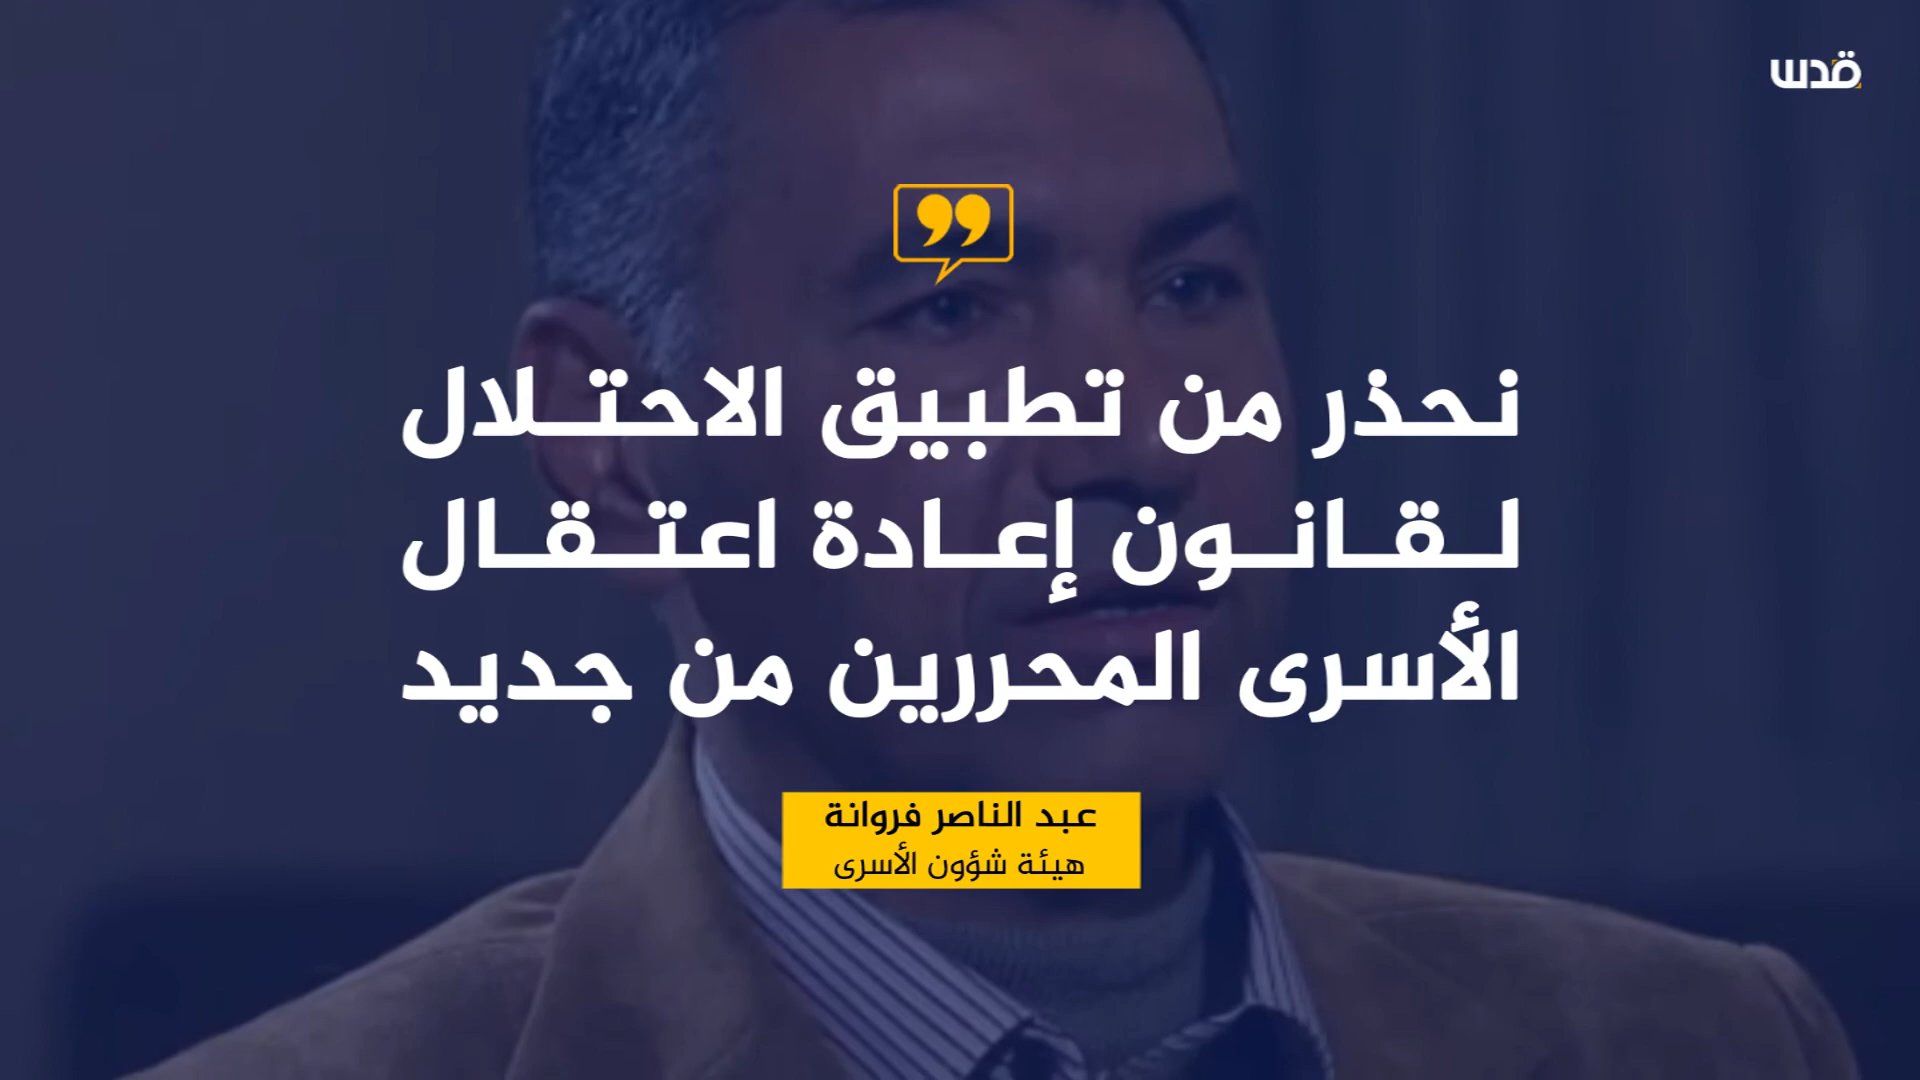 قدس
نحذر من تطبيق الاحتلال
لقانون إعادة اعتقال
الأسرى المحررين من جديد
عبد الناصر فروانة
هيئة شؤون الأسرى